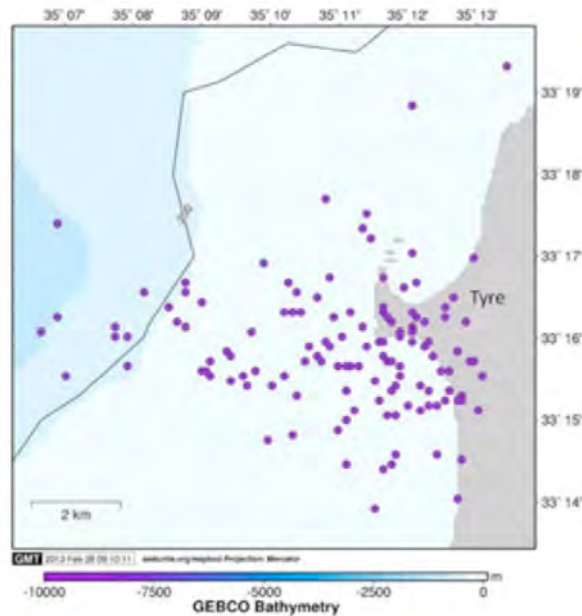 35° 07' 35° 08' 35° 09' 35° 10' 35° 11' 35° 12' 35° 13'
33° 19'
33° 18'
33° 17'
Tyre
33° 16'
33° 15'
33° 14'
2 km
GMT 2013 Feb 28 09:10:11 seaturtle.org/maptool Projection: Mercator
m
-10000 -7500 -5000 -2500 0
GEBCO Bathymetry